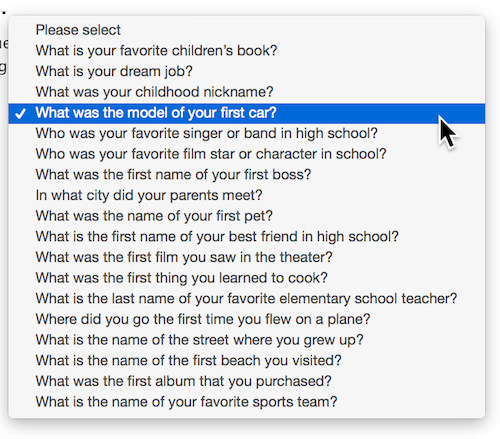 Please select
What is your favorite children's book?
What is your dream job?
What was your childhood nickname?
✓ What was the model of your first car?
Who was your favorite singer or band in high school?
Who was your favorite film star or character in school?
What was the first name of your first boss?
In what city did your parents meet?
What was the name of your first pet?
What is the first name of your best friend in high school?
What was the first film you saw in the theater?
What was the first thing you learned to cook?
What is the last name of your favorite elementary school teacher?
Where did you go the first time you flew on a plane?
What is the name of the street where you grew up?
What is the name of the first beach you visited?
What was the first album that you purchased?
What is the name of your favorite sports team?